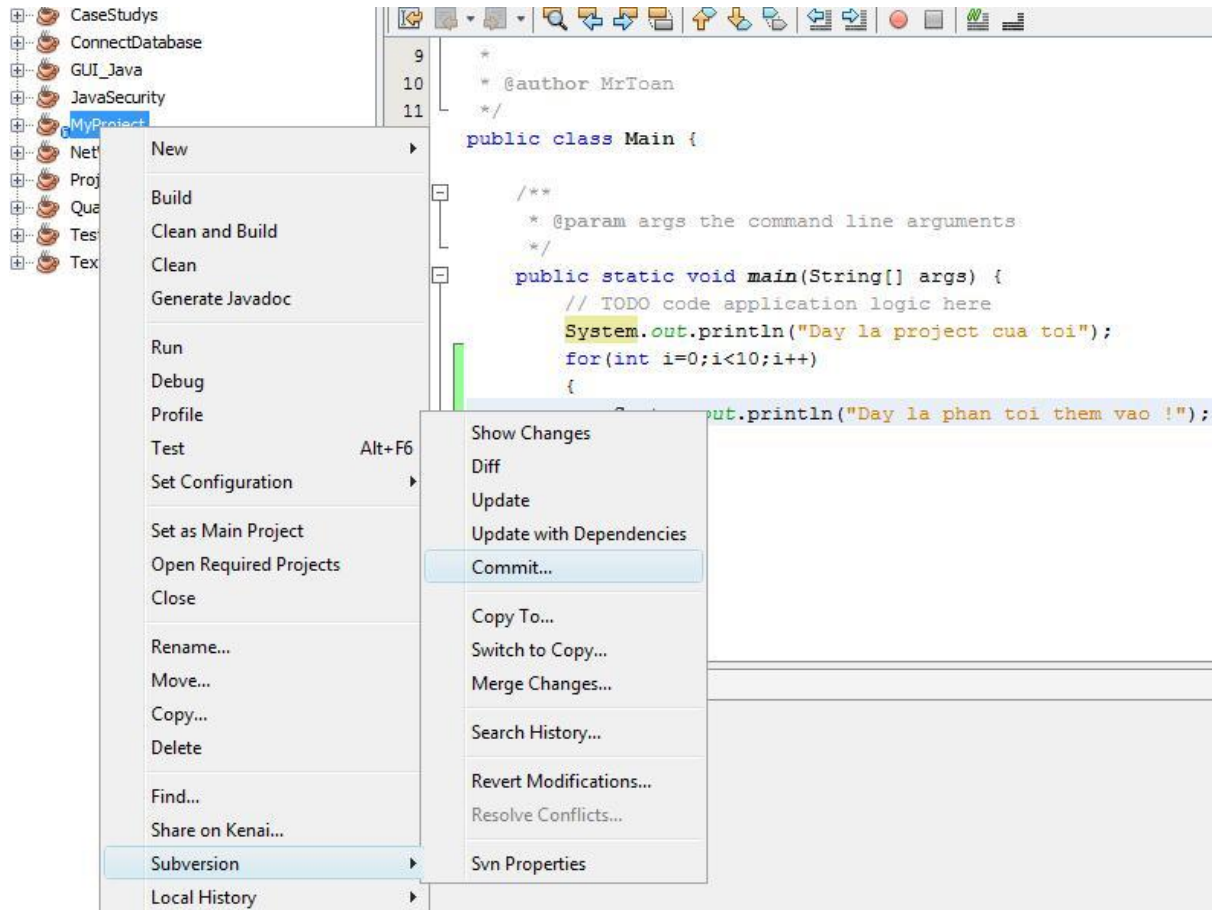 CaseStudys
ConnectDatabase
GUI_Java
JavaSecurity
MyProject
Net
Proj
Qua
Tes
Tex
New
Build
Clean and Build
Clean
Generate Javadoc
Run
Debug
Profile
Test Alt+F6
Set Configuration
Set as Main Project
Open Required Projects
Close
Rename...
Move...
Copy...
Delete
Find...
Share on Kenai...
Subversion
Local History
Show Changes
Diff
Update
Update with Dependencies
Commit...
Copy To...
Switch to Copy...
Merge Changes...
Search History...
Revert Modifications...
Resolve Conflicts...
Svn Properties
9 *
10 * @author MrToan
11 */
public class Main {
/**
* @param args the command line arguments
*/
public static void main(String[] args) {
// TODO code application logic here
System.out.println("Day la project cua toi");
for(int i=0;i<10;i++)
{
out.println("Day la phan toi them vao !");